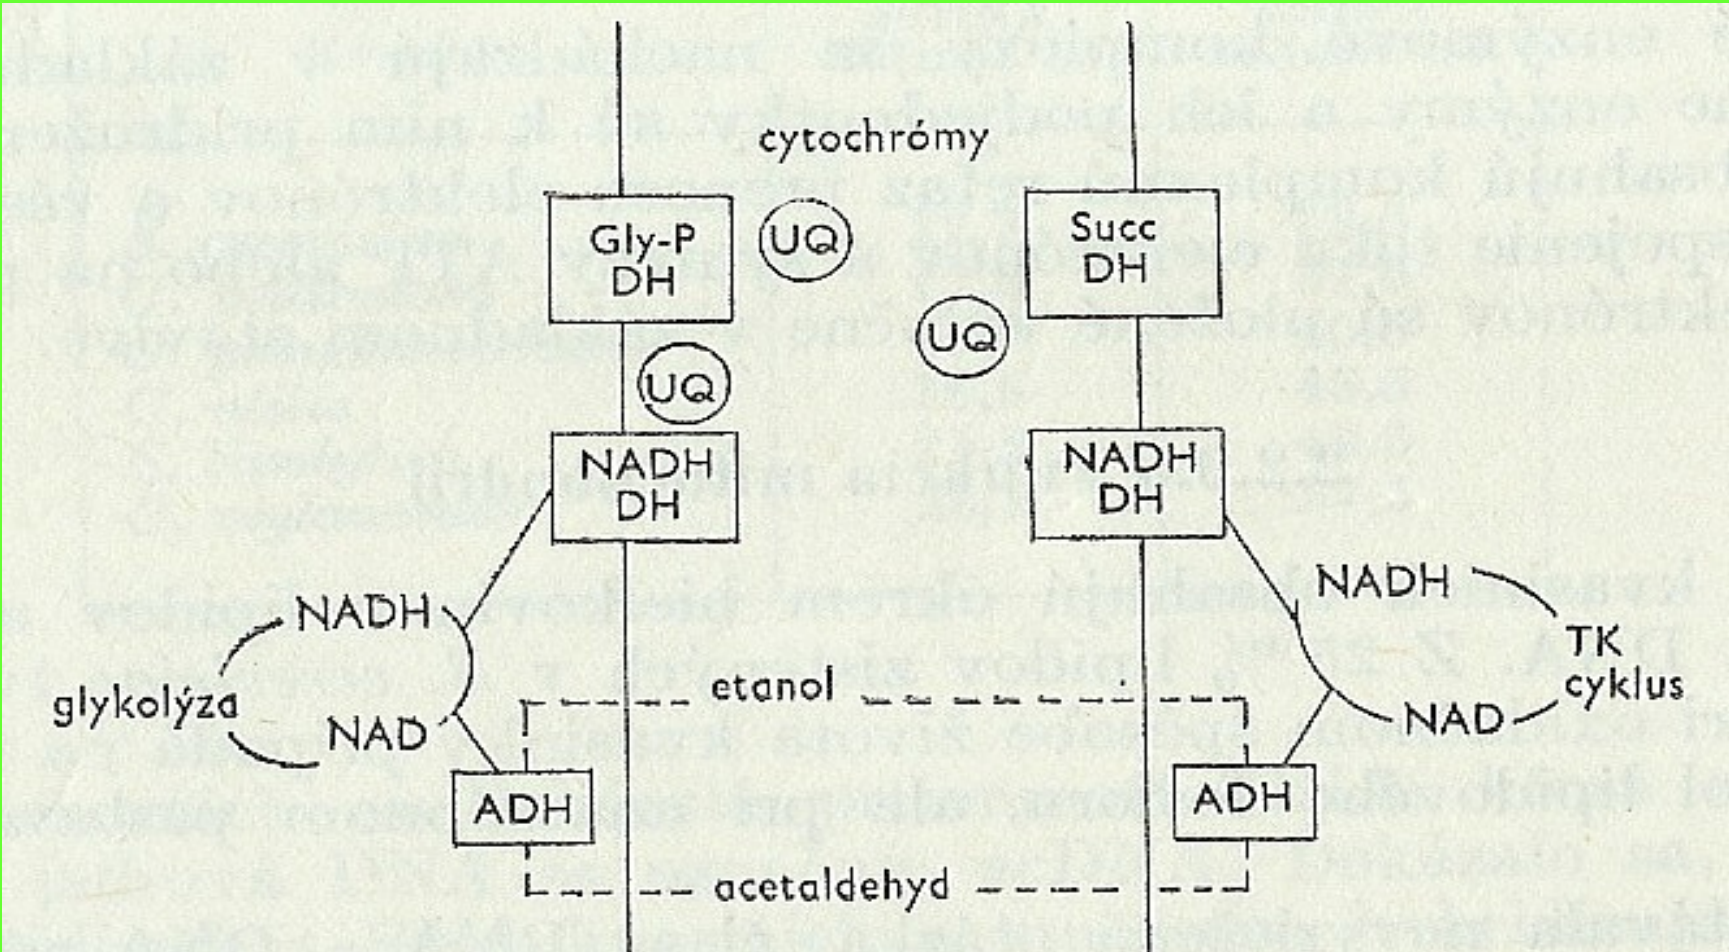 cytochrómy
Gly-P
DH
UQ
Succ
DH
UQ
UQ
NADH
DH
NADH
DH
NADH
NADH
glykolýza
TK
cyklus
etanol
NAD
NAD
ADH
ADH
acetaldehyd